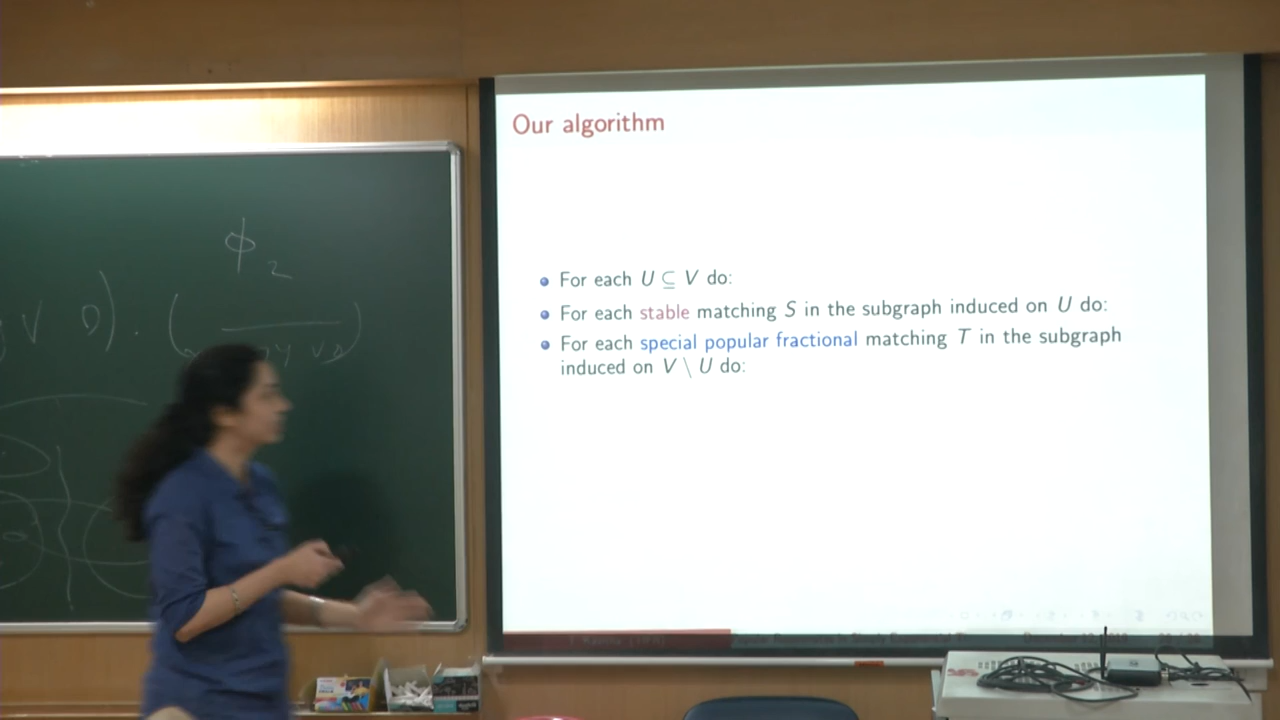 Our algorithm
For each U ⊆ V do:
For each stable matching S in the subgraph induced on U do:
For each special popular fractional matching T in the subgraph
induced on V \ U do:
ϕ 2
V D ) . (